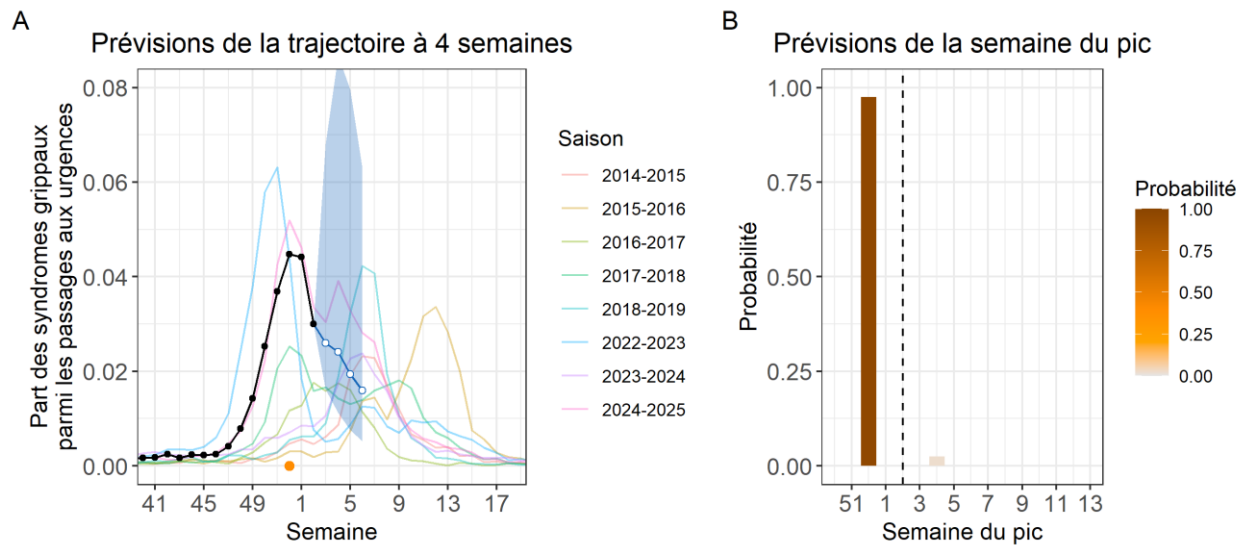 A
Prévisions de la trajectoire à 4 semaines
Part des syndromes grippaux
parmi les passages aux urgences
0.08
0.06
0.04
0.02
0.00
41 45 49 1 5 9 13 17
Semaine
Saison
2014-2015
2015-2016
2016-2017
2017-2018
2018-2019
2022-2023
2023-2024
2024-2025
B
Prévisions de la semaine du pic
Probabilité
1.00
0.75
0.50
0.25
0.00
51 1 3 5 7 9 11 13
Semaine du pic
Probabilité
1.00
0.75
0.50
0.25
0.00